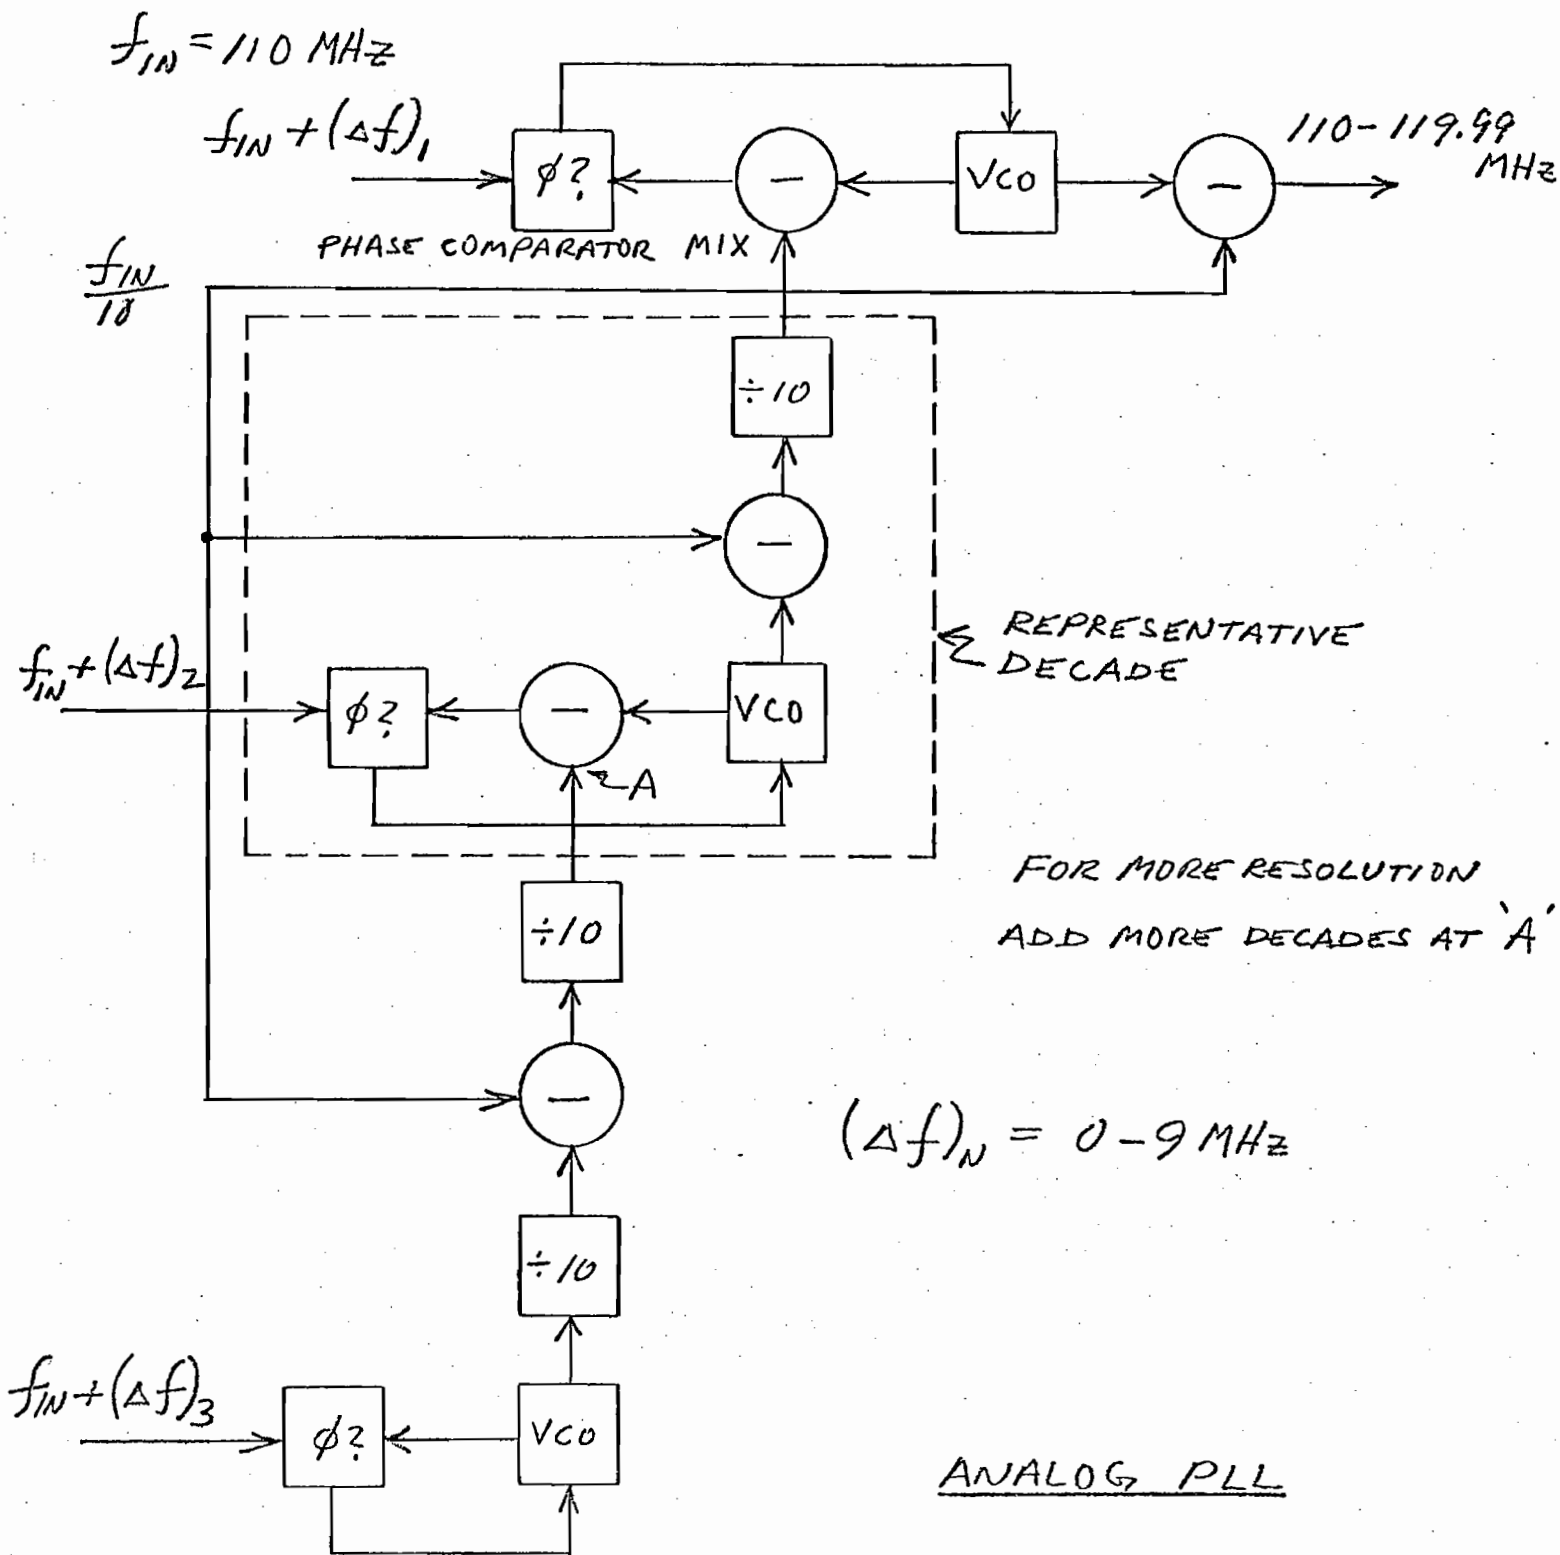 f_IN = 110 MHz
f_IN + (Δf)_1
φ?
−
VCO
−
110 - 119.99
MHz
PHASE COMPARATOR MIX
f_IN
10
÷10
−
REPRESENTATIVE
DECADE
f_IN + (Δf)_2
φ?
−
VCO
A
FOR MORE RESOLUTION
ADD MORE DECADES AT 'A'
÷10
−
(Δf)_N = 0 - 9 MHz
÷10
f_IN + (Δf)_3
φ?
VCO
ANALOG PLL